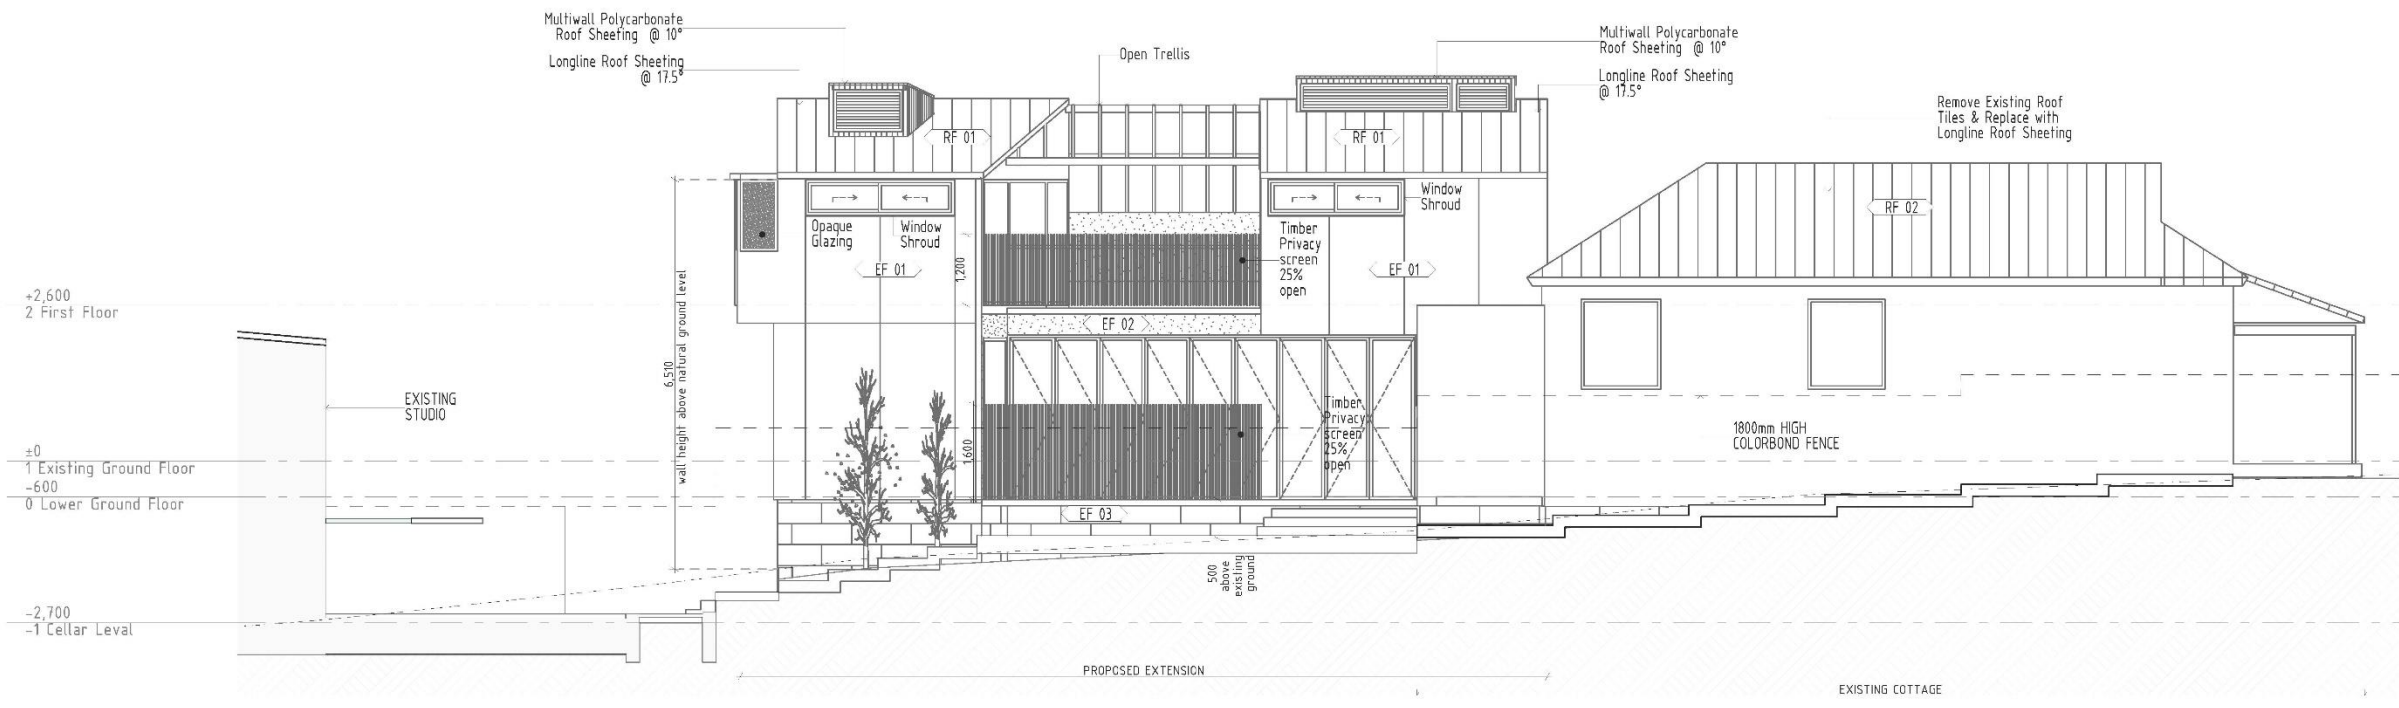 Multiwall Polycarbonate
Roof Sheeting @ 10°
Longline Roof Sheeting
@ 17.5°
Open Trellis
Multiwall Polycarbonate
Roof Sheeting @ 10°
Longline Roof Sheeting
@ 17.5°
Remove Existing Roof
Tiles & Replace with
Longline Roof Sheeting
RF 01
RF 01
RF 02
Opaque
Glazing
Window
Shroud
Window
Shroud
Timber
Privacy
screen
25%
open
EF 01
1,200
EF 01
EF 02
+2,600
2 First Floor
6,510
wall height above natural ground level
EXISTING
STUDIO
Timber
Privacy
screen
25%
open
1,600
1800mm HIGH
COLORBOND FENCE
±0
1 Existing Ground Floor
-600
0 Lower Ground Floor
EF 03
500
above
existing
ground
-2,700
-1 Cellar Leval
PROPOSED EXTENSION
EXISTING COTTAGE